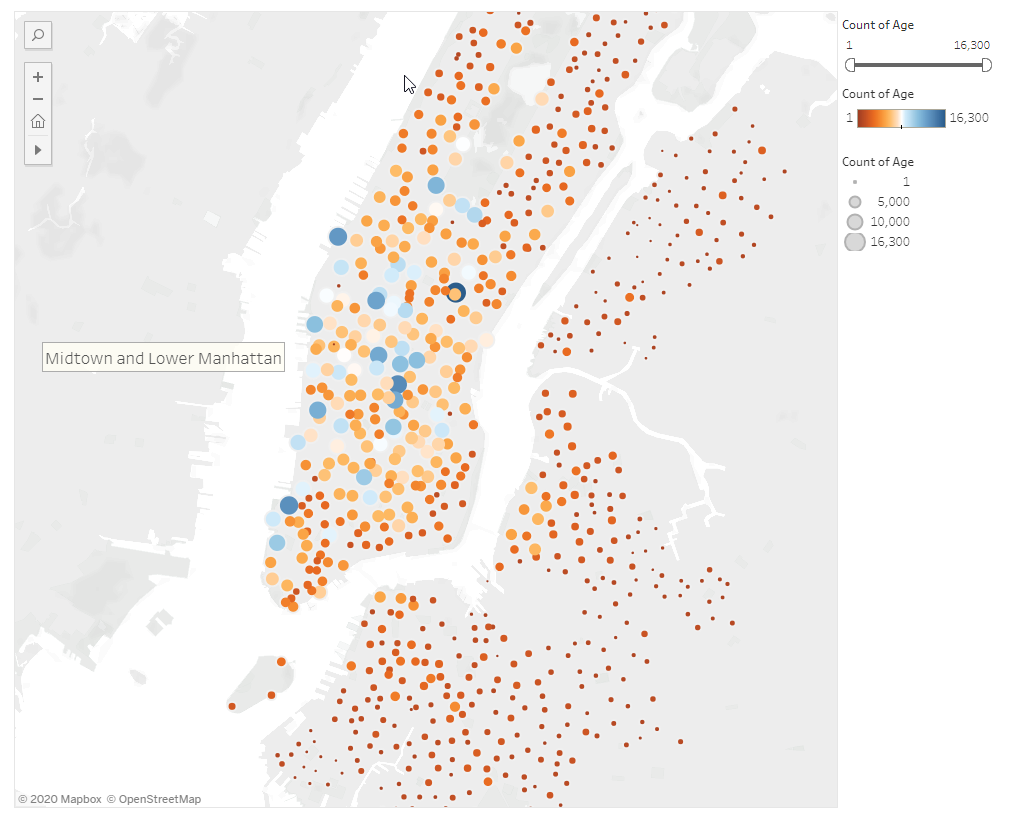 Midtown and Lower Manhattan
© 2020 Mapbox © OpenStreetMap
Count of Age
1 16,300
Count of Age
1 16,300
Count of Age
1
5,000
10,000
16,300